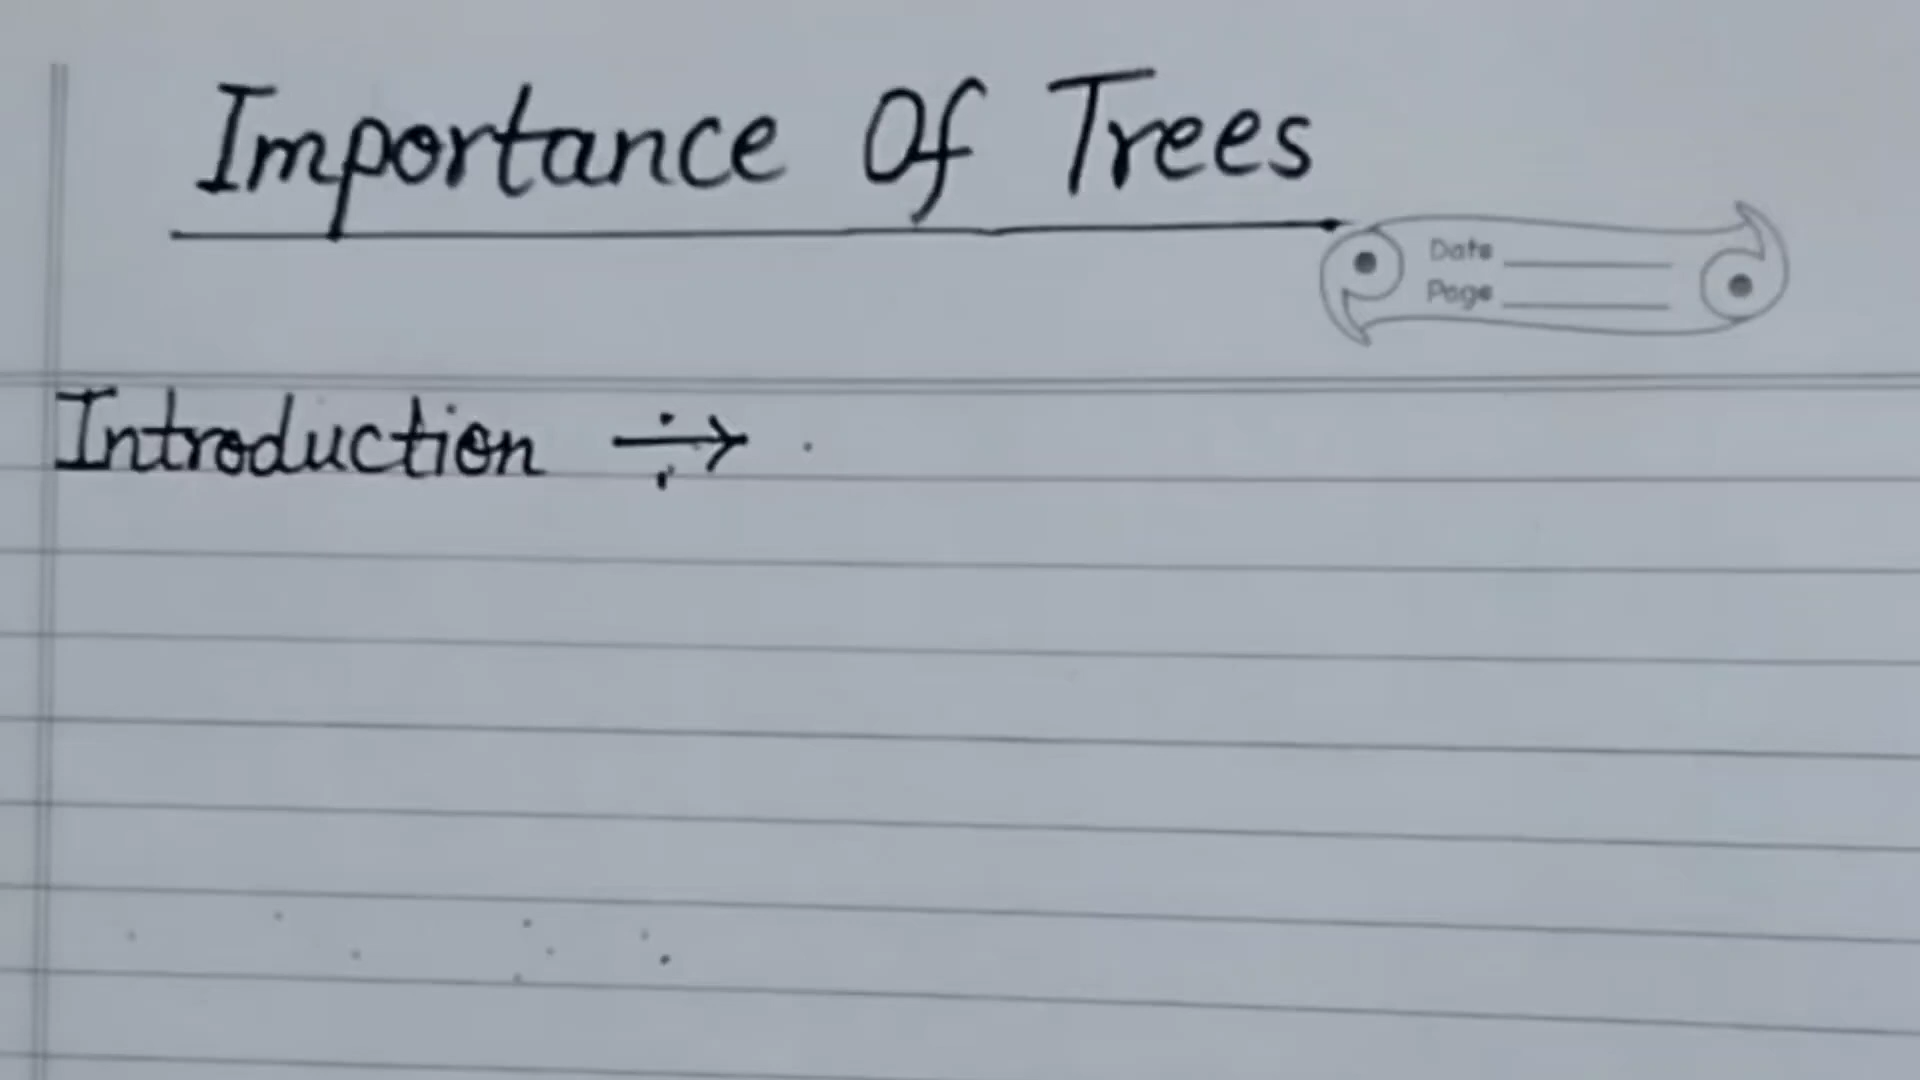 Importance Of Trees
Date
Page
Introduction ÷→